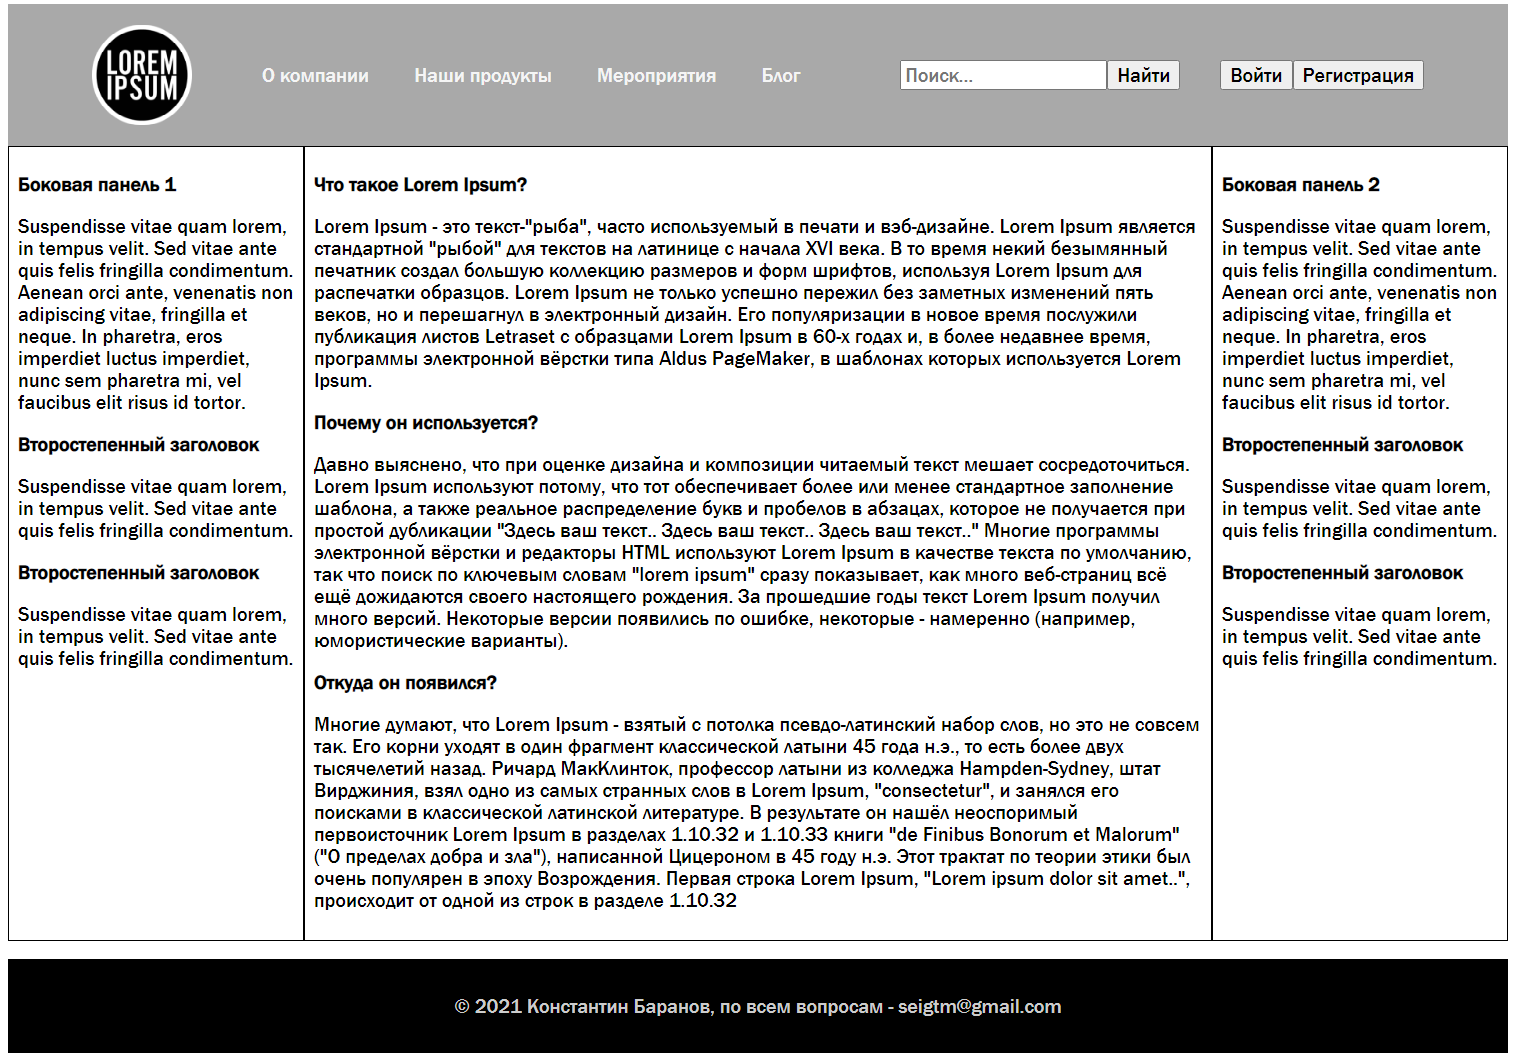 LOREM
IPSUM
О компании
Наши продукты
Мероприятия
Блог
Поиск...
Найти
Войти
Регистрация
Боковая панель 1
Suspendisse vitae quam lorem,
in tempus velit. Sed vitae ante
quis felis fringilla condimentum.
Aenean orci ante, venenatis non
adipiscing vitae, fringilla et
neque. In pharetra, eros
imperdiet luctus imperdiet,
nunc sem pharetra mi, vel
faucibus elit risus id tortor.
Второстепенный заголовок
Suspendisse vitae quam lorem,
in tempus velit. Sed vitae ante
quis felis fringilla condimentum.
Второстепенный заголовок
Suspendisse vitae quam lorem,
in tempus velit. Sed vitae ante
quis felis fringilla condimentum.
Что такое Lorem Ipsum?
Lorem Ipsum - это текст-"рыба", часто используемый в печати и вэб-дизайне. Lorem Ipsum является
стандартной "рыбой" для текстов на латинице с начала XVI века. В то время некий безымянный
печатник создал большую коллекцию размеров и форм шрифтов, используя Lorem Ipsum для
распечатки образцов. Lorem Ipsum не только успешно пережил без заметных изменений пять
веков, но и перешагнул в электронный дизайн. Его популяризации в новое время послужили
публикация листов Letraset с образцами Lorem Ipsum в 60-х годах и, в более недавнее время,
программы электронной вёрстки типа Aldus PageMaker, в шаблонах которых используется Lorem
Ipsum.
Почему он используется?
Давно выяснено, что при оценке дизайна и композиции читаемый текст мешает сосредоточиться.
Lorem Ipsum используют потому, что тот обеспечивает более или менее стандартное заполнение
шаблона, а также реальное распределение букв и пробелов в абзацах, которое не получается при
простой дубликации "Здесь ваш текст.. Здесь ваш текст.. Здесь ваш текст.." Многие программы
электронной вёрстки и редакторы HTML используют Lorem Ipsum в качестве текста по умолчанию,
так что поиск по ключевым словам "lorem ipsum" сразу показывает, как много веб-страниц всё
ещё дожидаются своего настоящего рождения. За прошедшие годы текст Lorem Ipsum получил
много версий. Некоторые версии появились по ошибке, некоторые - намеренно (например,
юмористические варианты).
Откуда он появился?
Многие думают, что Lorem Ipsum - взятый с потолка псевдо-латинский набор слов, но это не совсем
так. Его корни уходят в один фрагмент классической латыни 45 года н.э., то есть более двух
тысячелетий назад. Ричард МакКлинток, профессор латыни из колледжа Hampden-Sydney, штат
Вирджиния, взял одно из самых странных слов в Lorem Ipsum, "consectetur", и занялся его
поисками в классической латинской литературе. В результате он нашёл неоспоримый
первоисточник Lorem Ipsum в разделах 1.10.32 и 1.10.33 книги "de Finibus Bonorum et Malorum"
("О пределах добра и зла"), написанной Цицероном в 45 году н.э. Этот трактат по теории этики был
очень популярен в эпоху Возрождения. Первая строка Lorem Ipsum, "Lorem ipsum dolor sit amet..",
происходит от одной из строк в разделе 1.10.32
Боковая панель 2
Suspendisse vitae quam lorem,
in tempus velit. Sed vitae ante
quis felis fringilla condimentum.
Aenean orci ante, venenatis non
adipiscing vitae, fringilla et
neque. In pharetra, eros
imperdiet luctus imperdiet,
nunc sem pharetra mi, vel
faucibus elit risus id tortor.
Второстепенный заголовок
Suspendisse vitae quam lorem,
in tempus velit. Sed vitae ante
quis felis fringilla condimentum.
Второстепенный заголовок
Suspendisse vitae quam lorem,
in tempus velit. Sed vitae ante
quis felis fringilla condimentum.
© 2021 Константин Баранов, по всем вопросам - seigtm@gmail.com